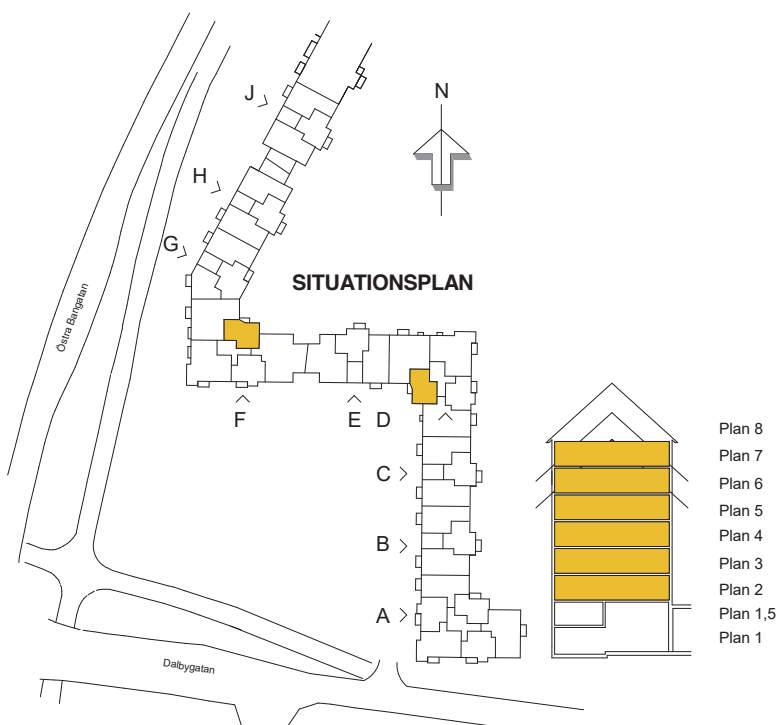 J
N
H
G
SITUATIONSPLAN
Östra Bangatan
F
E
D
C
B
A
Plan 8
Plan 7
Plan 6
Plan 5
Plan 4
Plan 3
Plan 2
Plan 1,5
Plan 1
Dalbygatan